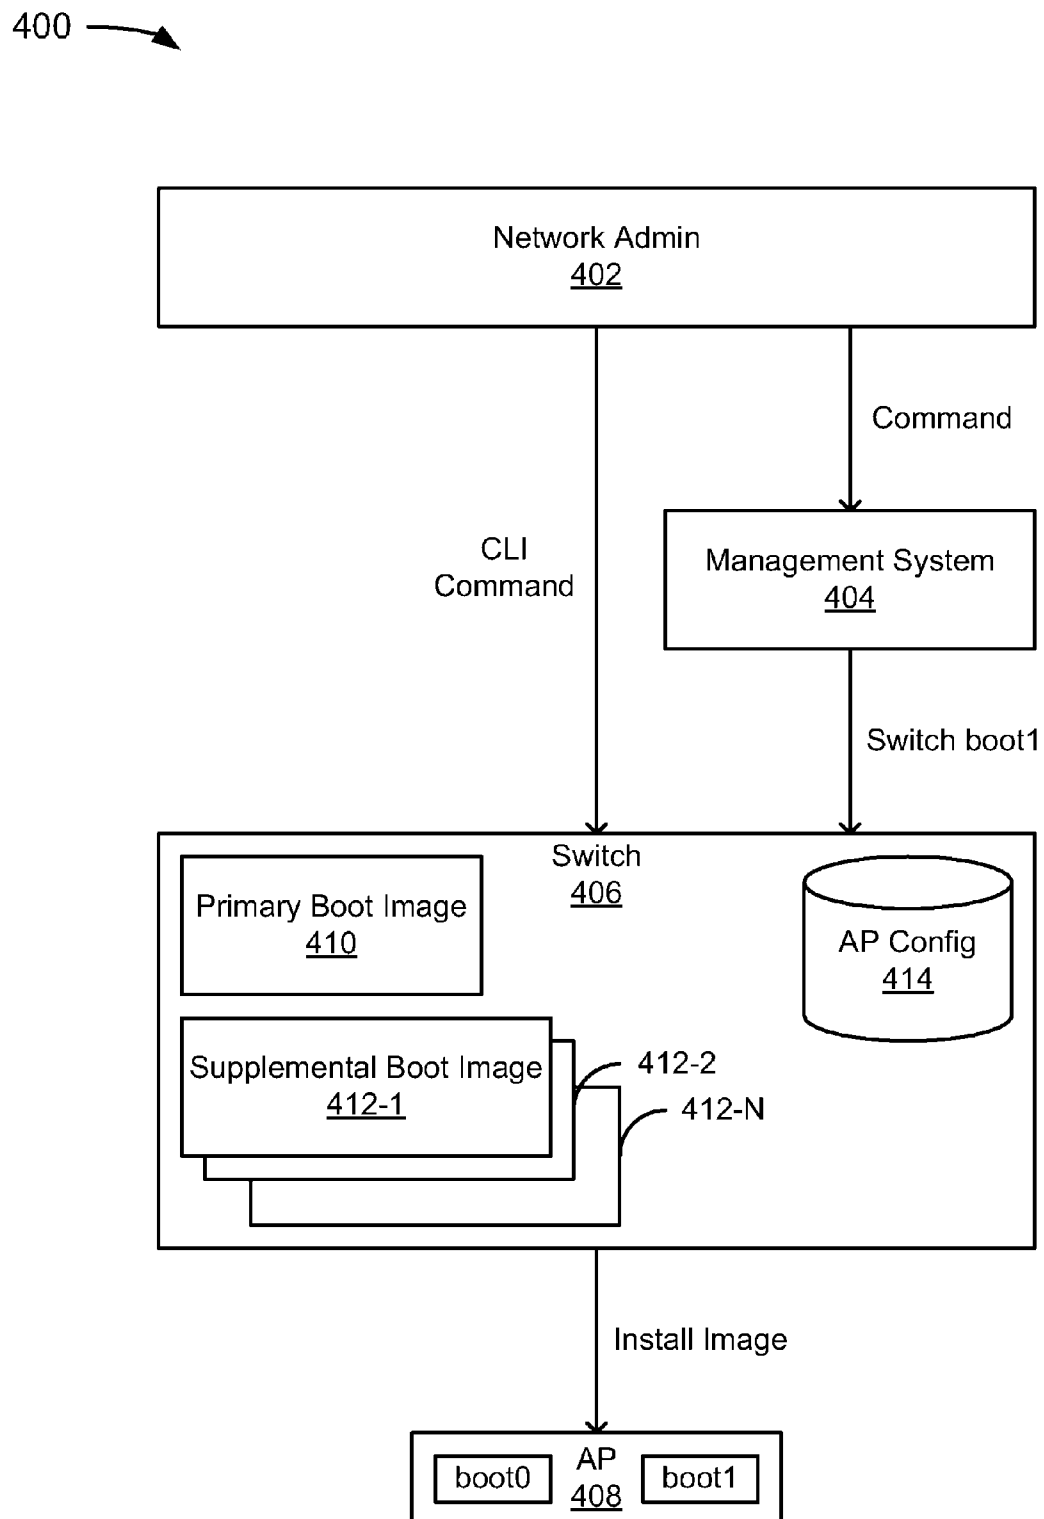 400
Network Admin
402
Command
CLI
Command
Management System
404
Switch boot1
Switch
406
Primary Boot Image
410
AP Config
414
Supplemental Boot Image
412-1
412-2
412-N
Install Image
AP
408
boot0
boot1